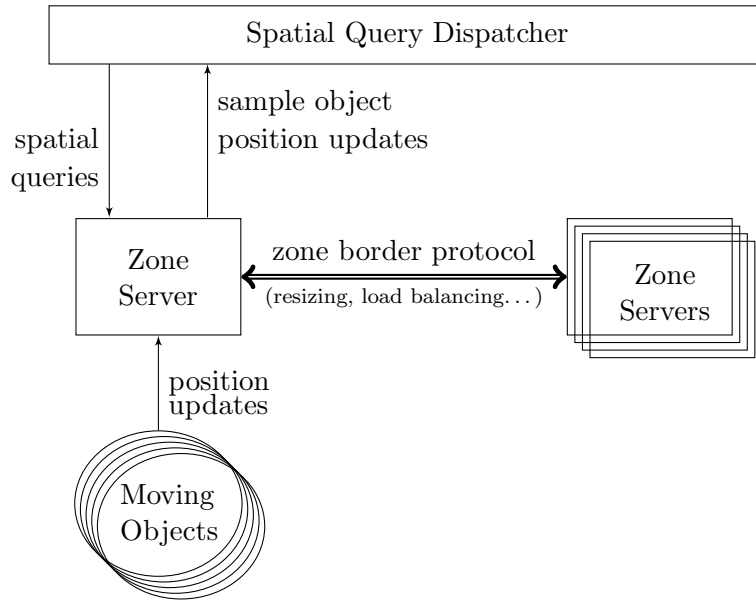 Spatial Query Dispatcher
spatial
queries
sample object
position updates
Zone
Server
zone border protocol
(resizing, load balancing...)
Zone
Servers
position
updates
Moving
Objects